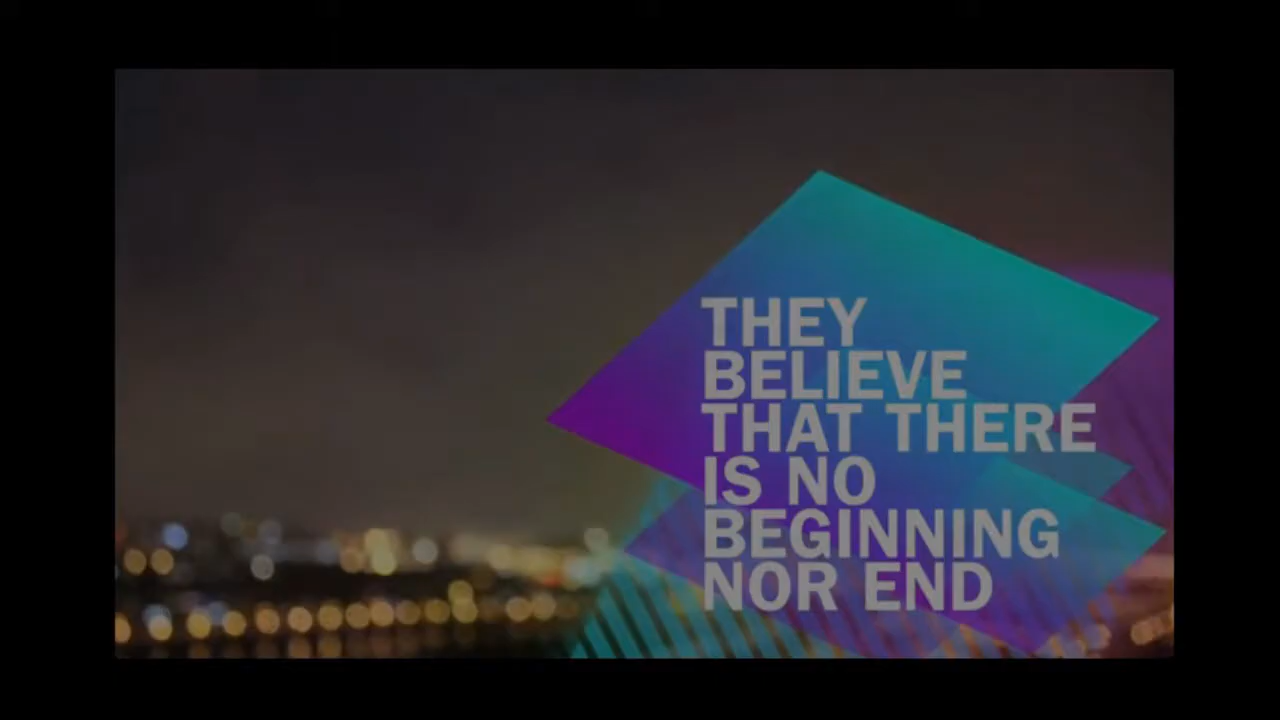 THEY
BELIEVE
THAT THERE
IS NO
BEGINNING
NOR END